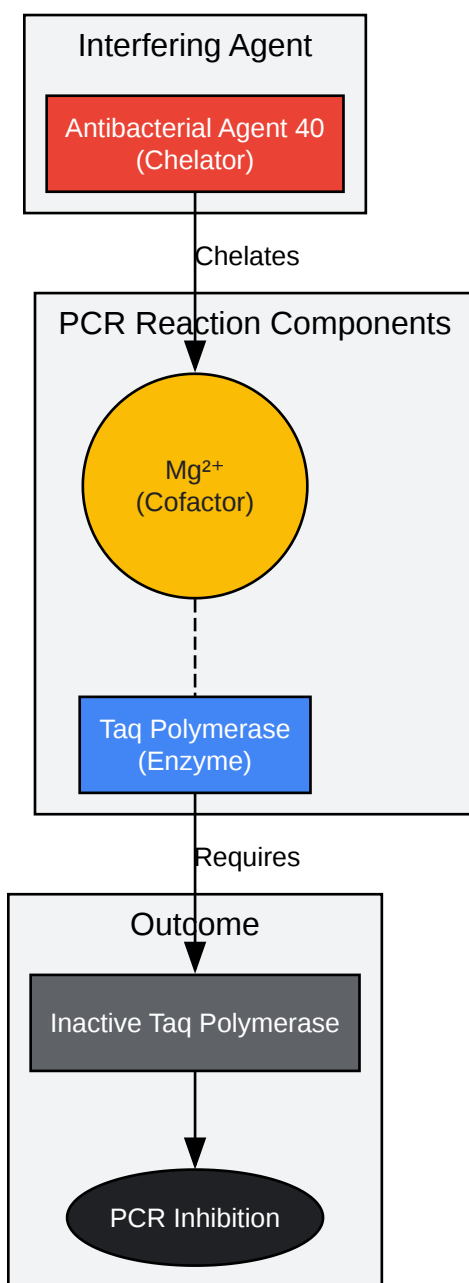 Interfering Agent
Antibacterial Agent 40
(Chelator)
Chelates
PCR Reaction Components
Mg²⁺
(Cofactor)
Taq Polymerase
(Enzyme)
Requires
Outcome
Inactive Taq Polymerase
PCR Inhibition